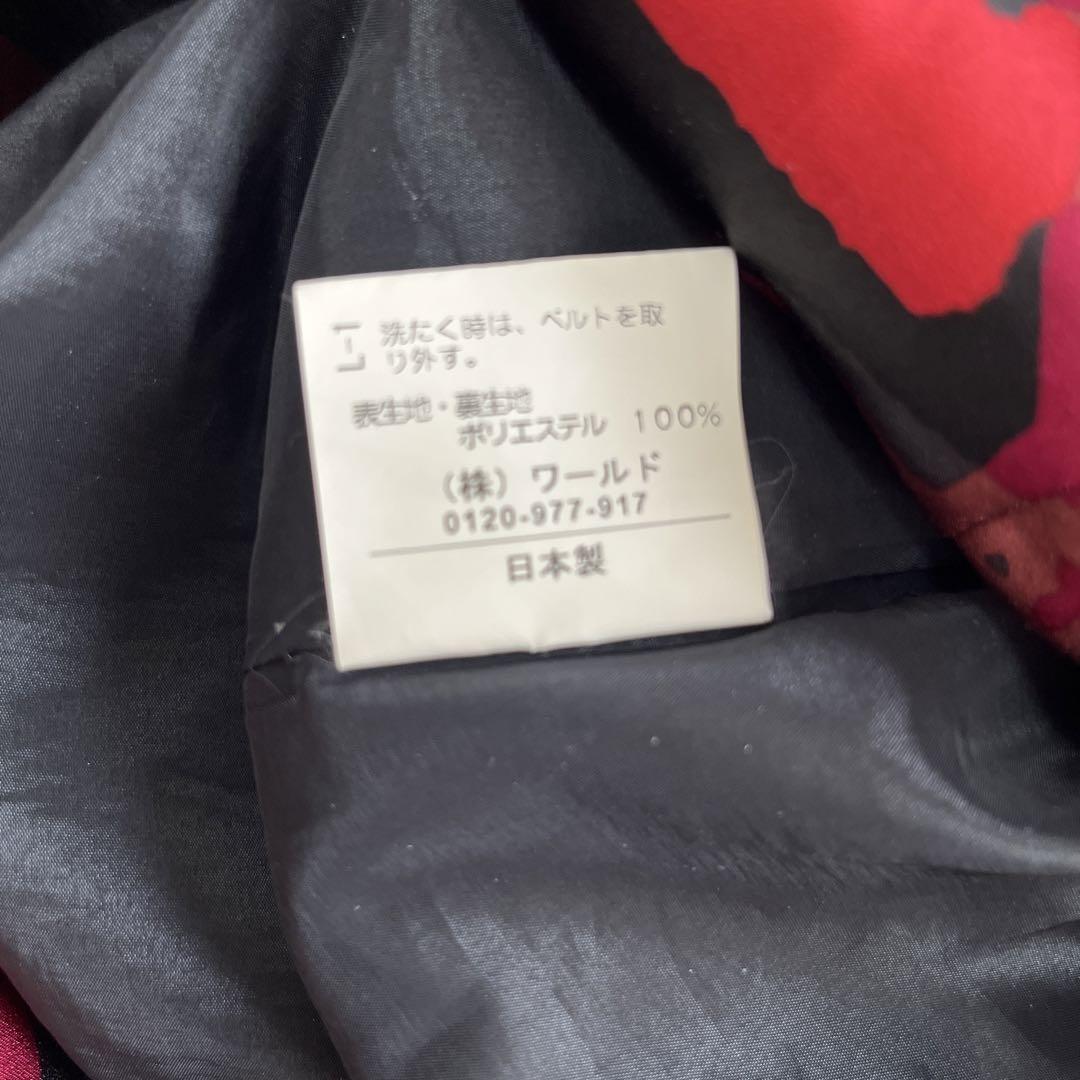 L-1
洗たく時は、ベルトを取
り外す。
表生地・裏生地
ポリエステル 100%
(株) ワールド
0120-977-917
日本製